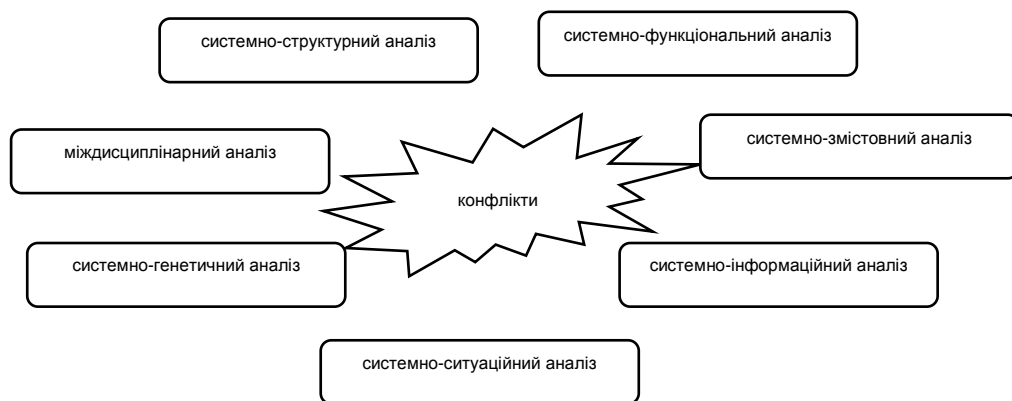 системно-структурний аналіз
системно-функціональний аналіз
міждисциплінарний аналіз
системно-змістовний аналіз
конфлікти
системно-генетичний аналіз
системно-інформаційний аналіз
системно-ситуаційний аналіз